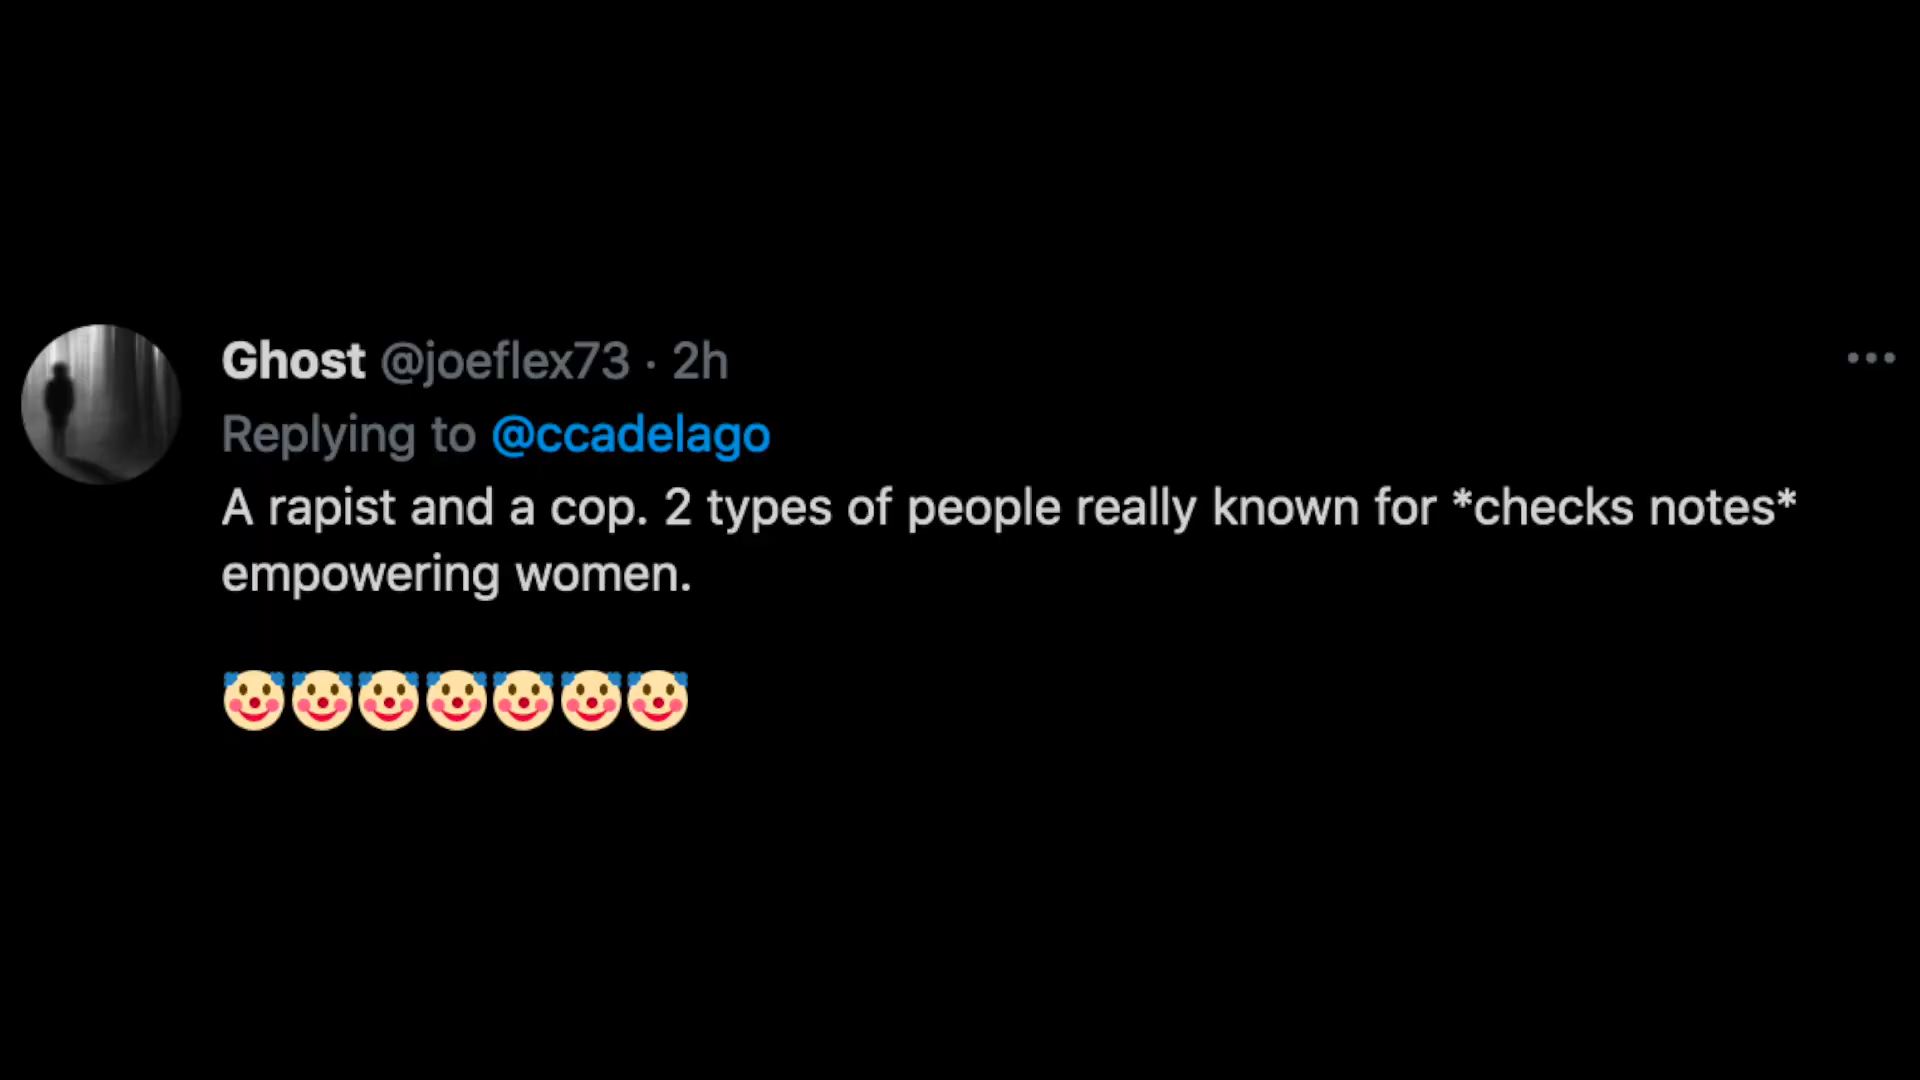 Ghost @joeflex73 · 2h
Replying to @ccadelago
A rapist and a cop. 2 types of people really known for *checks notes*
empowering women.
🤡🤡🤡🤡🤡🤡🤡